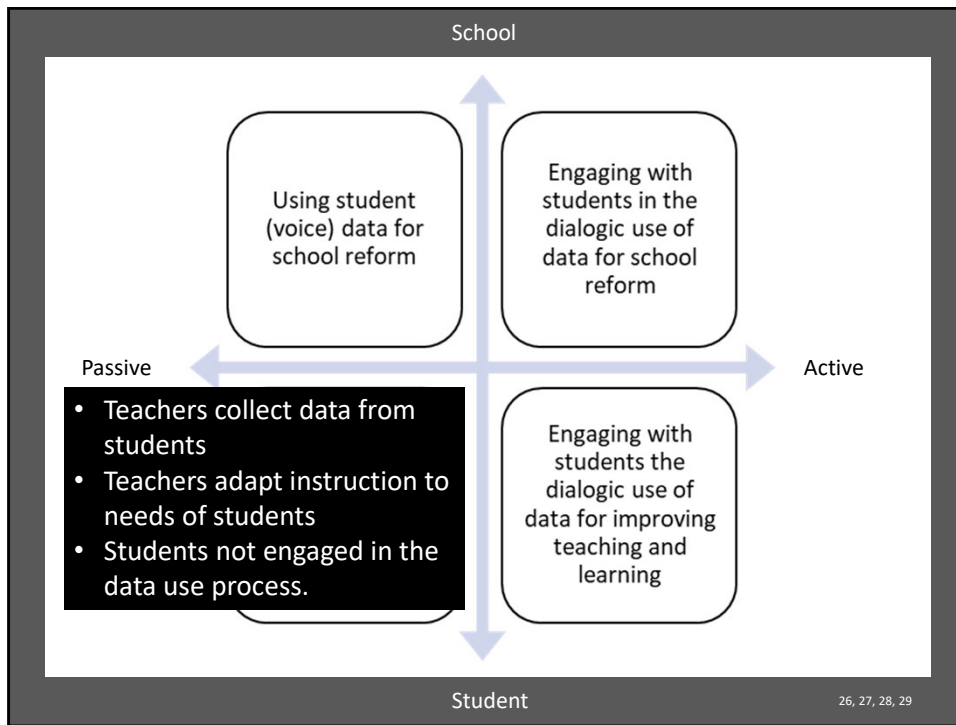 School
Using student
(voice) data for
school reform
Engaging with
students in the
dialogic use of
data for school
reform
Passive
Active
• Teachers collect data from
students
• Teachers adapt instruction to
needs of students
• Students not engaged in the
data use process.
Engaging with
students the
dialogic use of
data for improving
teaching and
learning
Student
26, 27, 28, 29